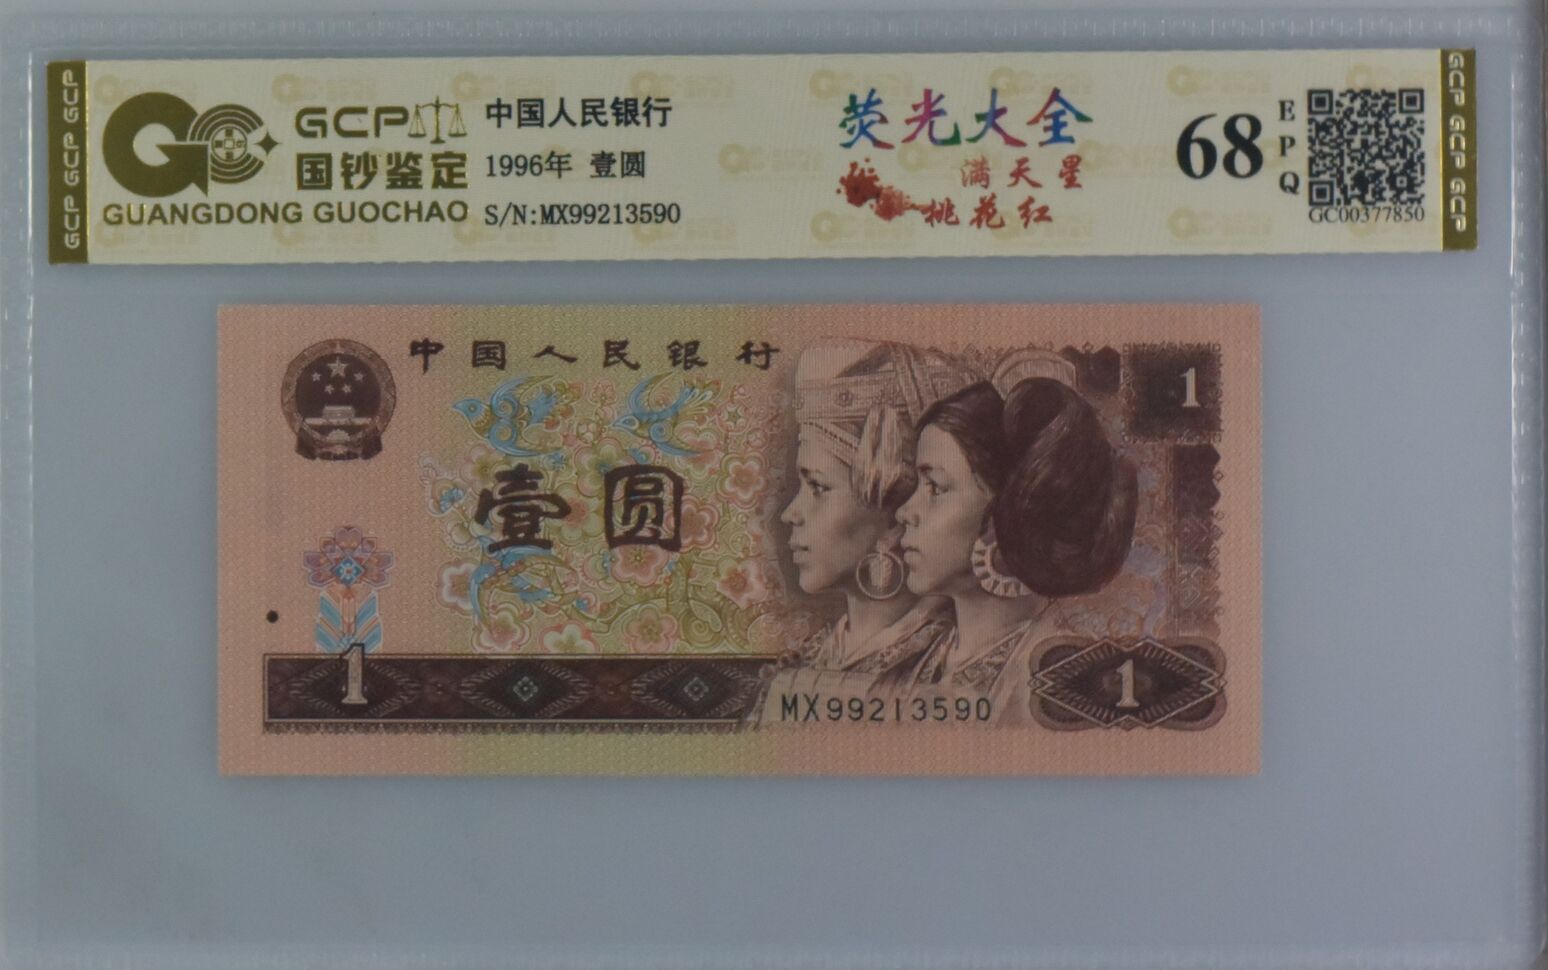 GCP GCP GCP
GCP
国钞鉴定
GUANGDONG GUOCHAO
中国人民银行
1996年 壹圆
S/N:MX99213590
荧光大全
满天星
桃花红
68
EPQ
GC00377850
GCP GCP GCP
中国人民银行
壹圆
1
1
1
MX99213590